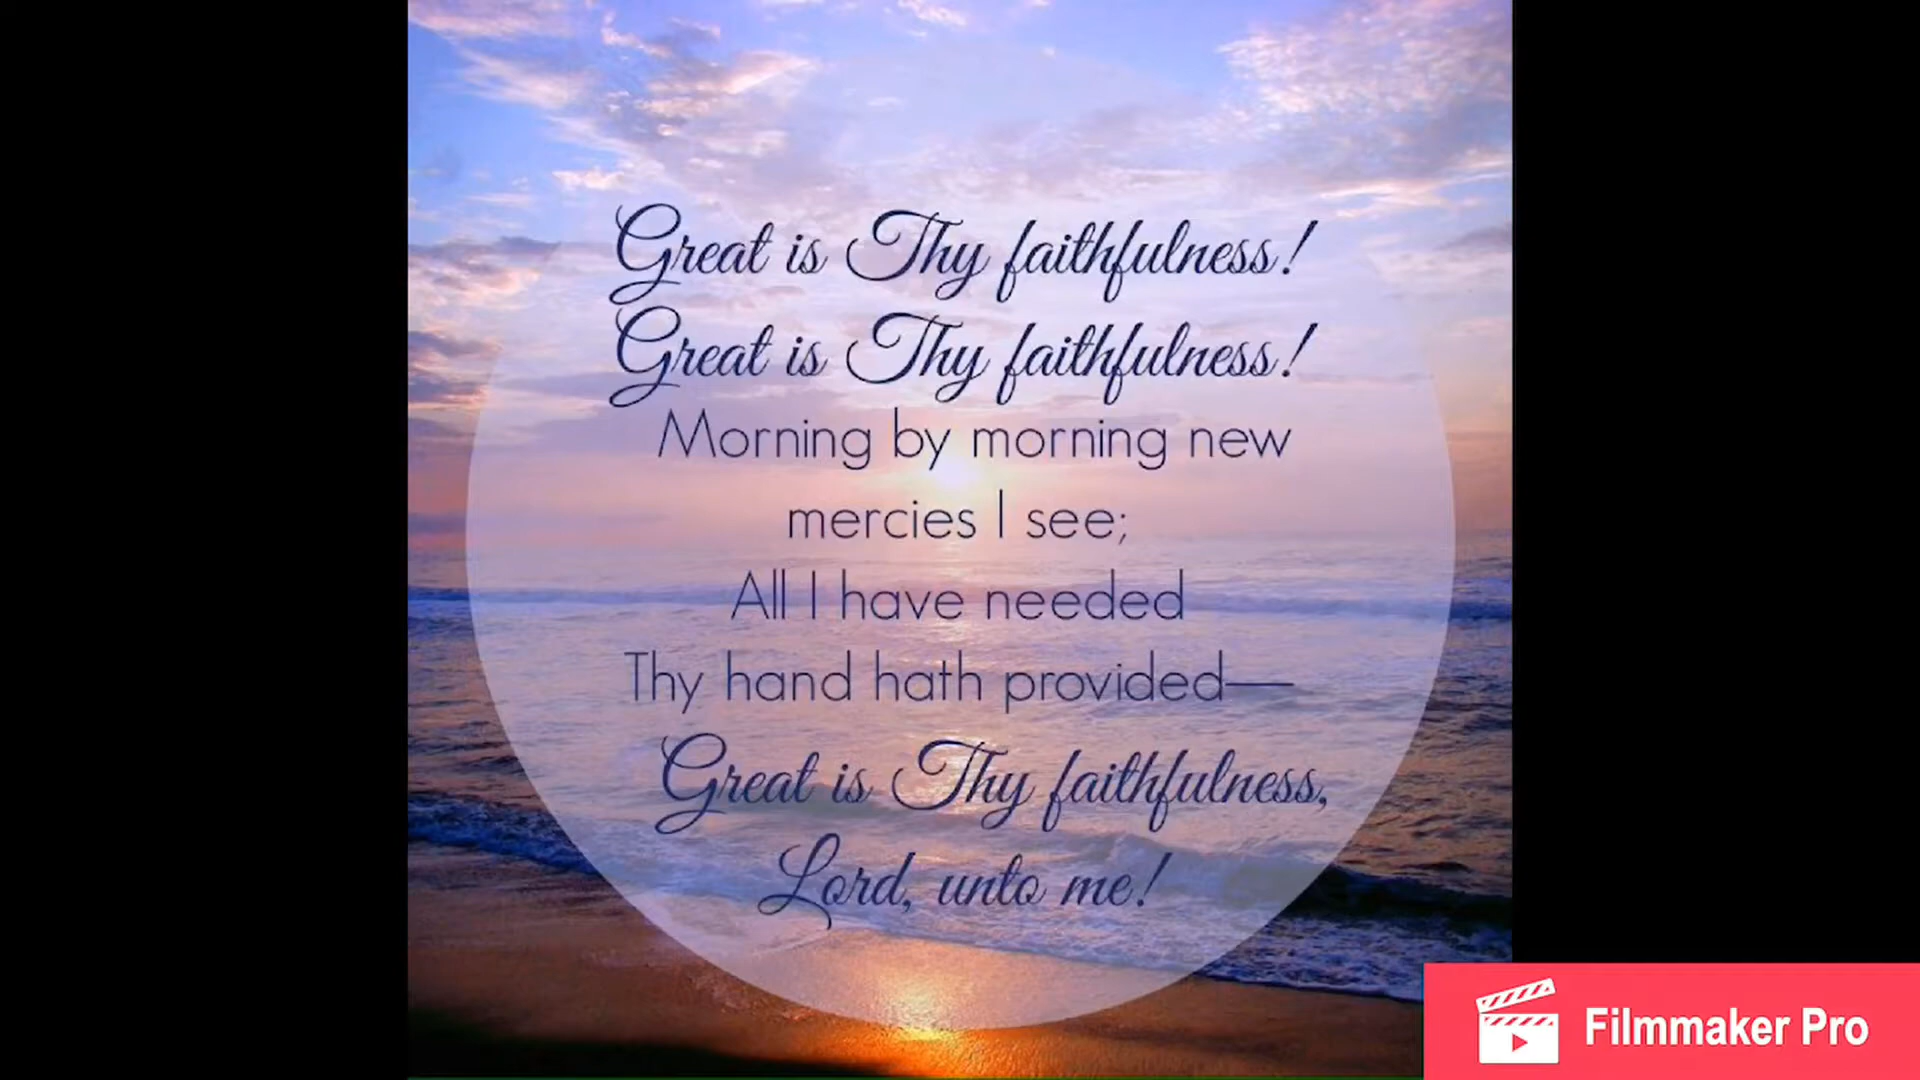 Great is Thy faithfulness!
Great is Thy faithfulness!
Morning by morning new
mercies I see;
All I have needed
Thy hand hath provided—
Great is Thy faithfulness,
Lord, unto me!
Filmmaker Pro